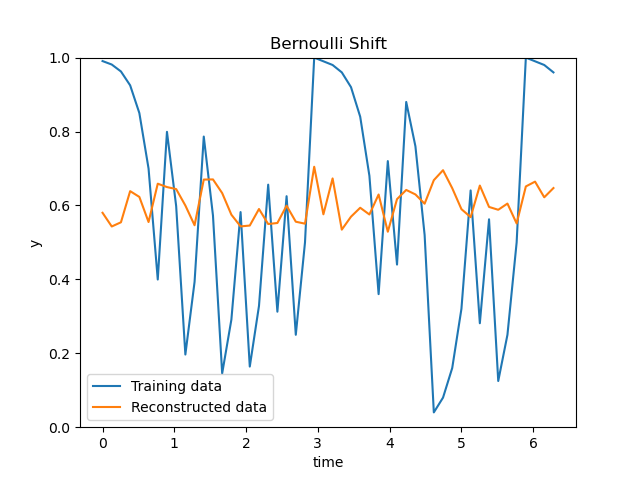 Bernoulli Shift
y
1.0
0.8
0.6
0.4
0.2
0.0
Training data
Reconstructed data
0 1 2 3 4 5 6
time